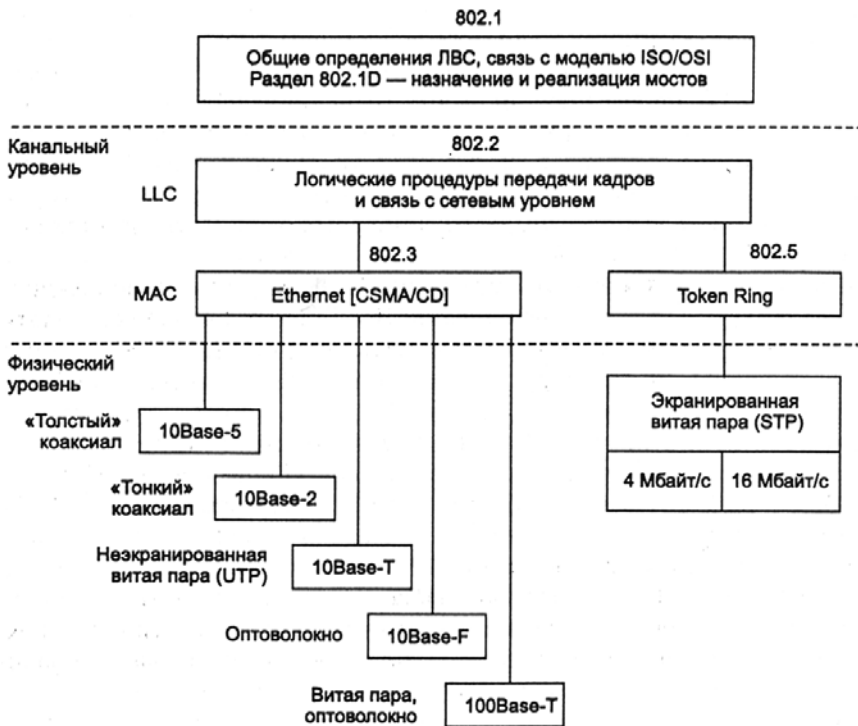 802.1
Общие определения ЛВС, связь с моделью ISO/OSI
Раздел 802.1D — назначение и реализация мостов
Канальный
уровень
802.2
LLC
Логические процедуры передачи кадров
и связь с сетевым уровнем
802.3
802.5
MAC
Ethernet [CSMA/CD]
Token Ring
Физический
уровень
Экранированная
витая пара (STP)
4 Мбайт/с
16 Мбайт/с
«Толстый»
коаксиал
10Base-5
«Тонкий»
коаксиал
10Base-2
Неэкранированная
витая пара (UTP)
10Base-T
Оптоволокно
10Base-F
Витая пара,
оптоволокно
100Base-T